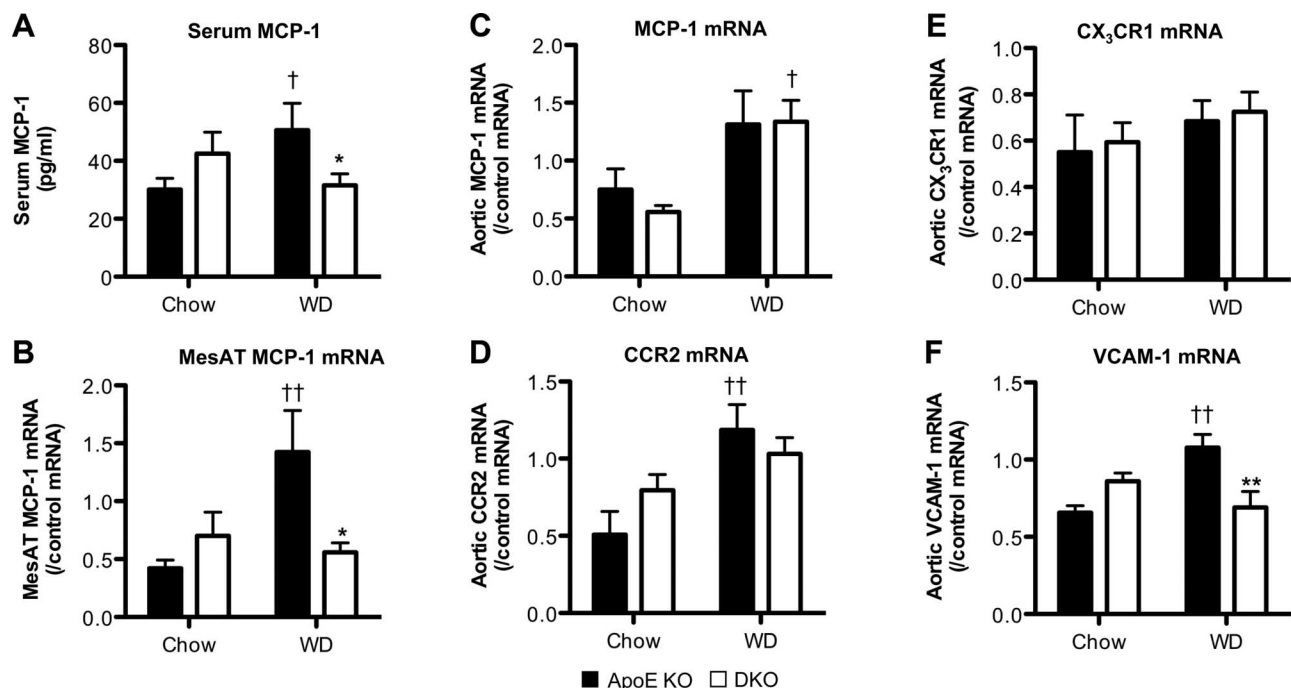 A
Serum MCP-1
Serum MCP-1
(pg/ml)
80
60
40
20
0
†
*
Chow
WD
B
MesAT MCP-1 mRNA
MesAT MCP-1 mRNA
(/control mRNA)
2.0
1.5
1.0
0.5
0.0
††
*
Chow
WD
C
MCP-1 mRNA
Aortic MCP-1 mRNA
(/control mRNA)
2.0
1.5
1.0
0.5
0.0
†
Chow
WD
D
CCR2 mRNA
Aortic CCR2 mRNA
(/control mRNA)
1.5
1.0
0.5
0.0
††
Chow
WD
E
CX₃CR1 mRNA
Aortic CX₃CR1 mRNA
(/control mRNA)
1.0
0.8
0.6
0.4
0.2
0.0
Chow
WD
F
VCAM-1 mRNA
Aortic VCAM-1 mRNA
(/control mRNA)
1.5
1.0
0.5
0.0
††
**
Chow
WD
ApoE KO DKO